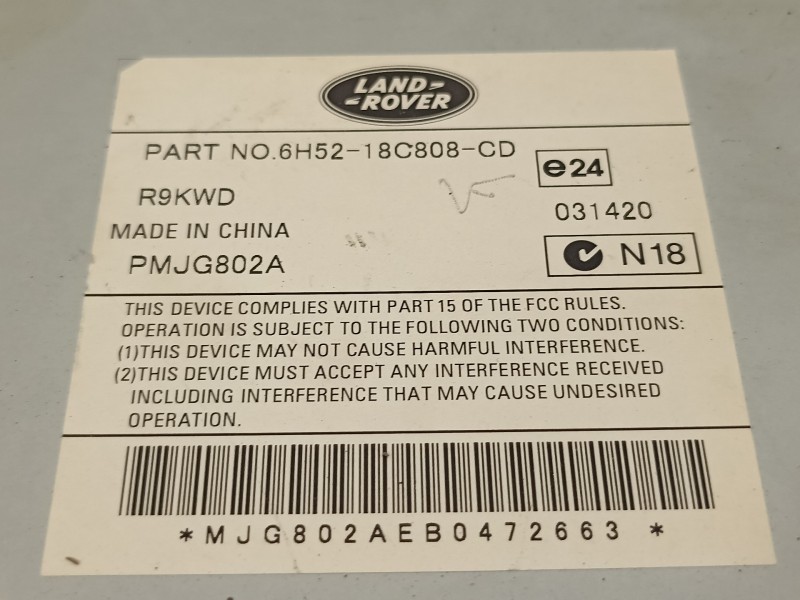 LAND-
-ROVER
PART NO.6H52-18C808-CD
e24
R9KWD
031420
MADE IN CHINA
N18
PMJG802A
THIS DEVICE COMPLIES WITH PART 15 OF THE FCC RULES.
OPERATION IS SUBJECT TO THE FOLLOWING TWO CONDITIONS:
(1)THIS DEVICE MAY NOT CAUSE HARMFUL INTERFERENCE.
(2)THIS DEVICE MUST ACCEPT ANY INTERFERENCE RECEIVED
INCLUDING INTERFERENCE THAT MAY CAUSE UNDESIRED
OPERATION.
*MJG802AEB0472663*